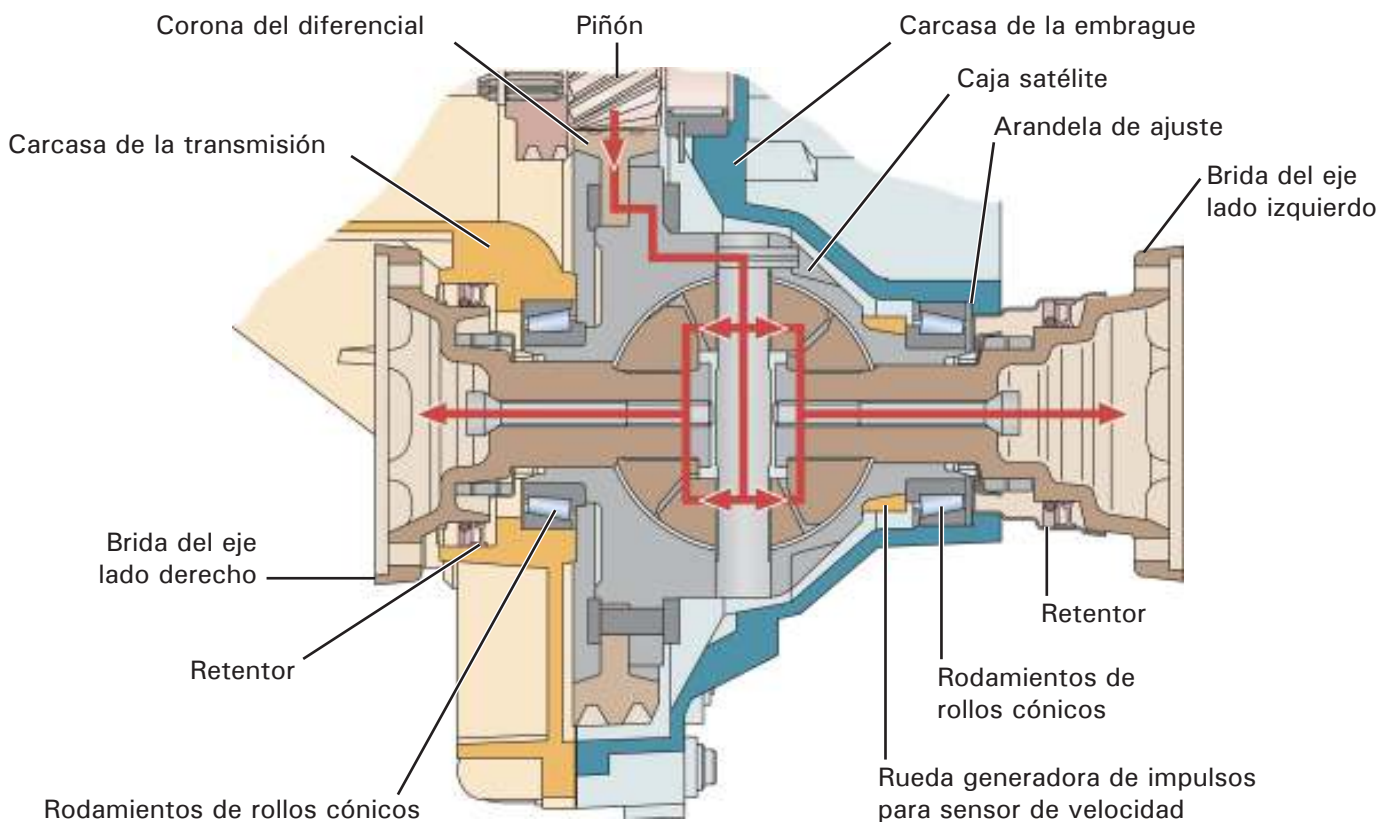 Corona del diferencial
Piñón
Carcasa de la embrague
Caja satélite
Arandela de ajuste
Carcasa de la transmisión
Brida del eje
lado izquierdo
Brida del eje
lado derecho
Retentor
Retentor
Rodamientos de
rollos cónicos
Rodamientos de rollos cónicos
Rueda generadora de impulsos
para sensor de velocidad